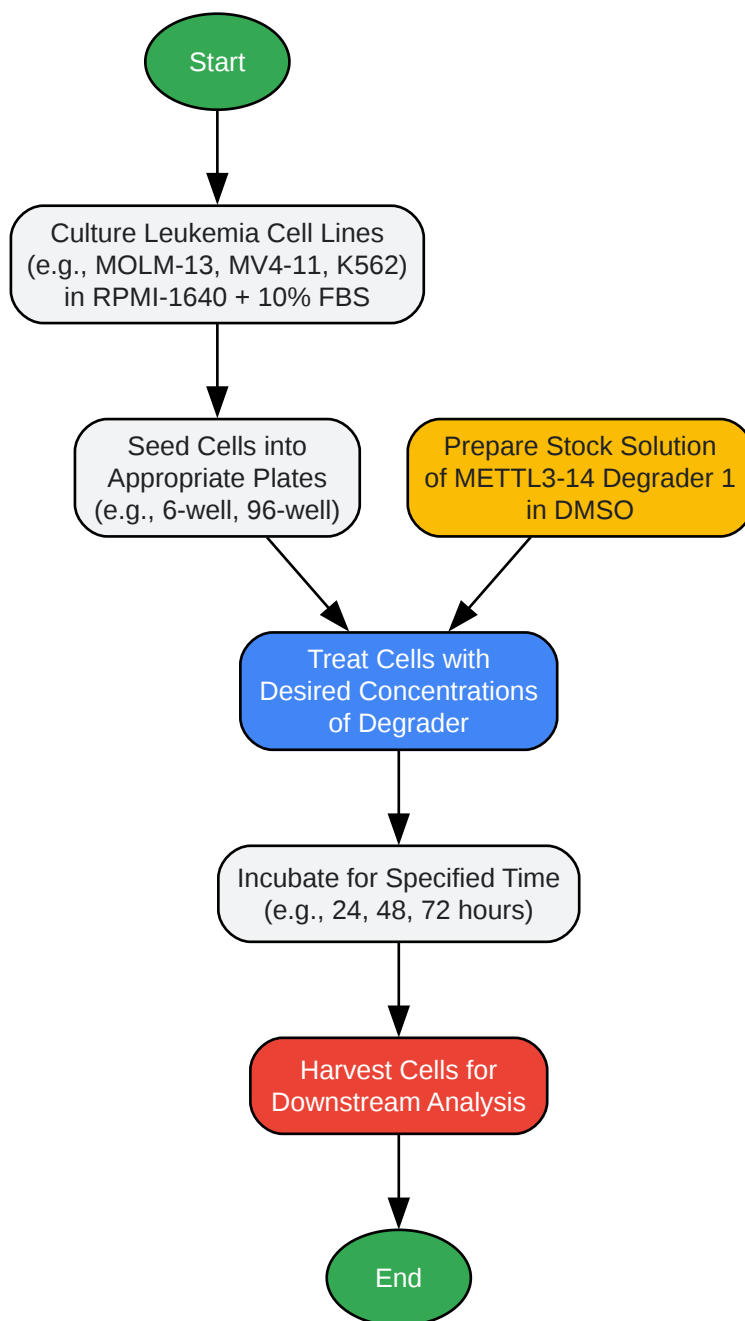 Start
Culture Leukemia Cell Lines
(e.g., MOLM-13, MV4-11, K562)
in RPMI-1640 + 10% FBS
Seed Cells into
Appropriate Plates
(e.g., 6-well, 96-well)
Prepare Stock Solution
of METTL3-14 Degrader 1
in DMSO
Treat Cells with
Desired Concentrations
of Degrader
Incubate for Specified Time
(e.g., 24, 48, 72 hours)
Harvest Cells for
Downstream Analysis
End